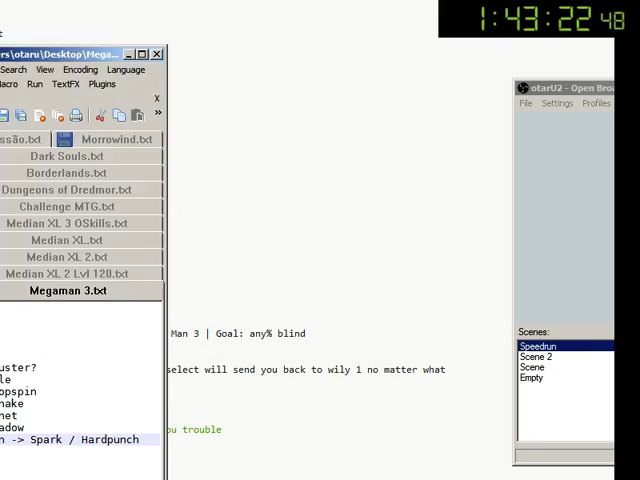 1:43:22 48
t
ers\otaru\Desktop\Mega...
Search View Encoding Language
acro Run TextFX Plugins
X
»
ssão.txt Morrowind.txt
Dark Souls.txt
Borderlands.txt
Dungeons of Dredmor.txt
Challenge MTG.txt
Median XL 3 OSkills.txt
Median XL.txt
Median XL 2.txt
Median XL 2 Lvl 120.txt
Megaman 3.txt
uster?
le
opspin
nake
net
adow
n -> Spark / Hardpunch
Man 3 | Goal: any% blind
select will send you back to wily 1 no matter what
ou trouble
otarU2 - Open Broa
File Settings Profiles
Scenes:
Speedrun
Scene 2
Scene
Empty